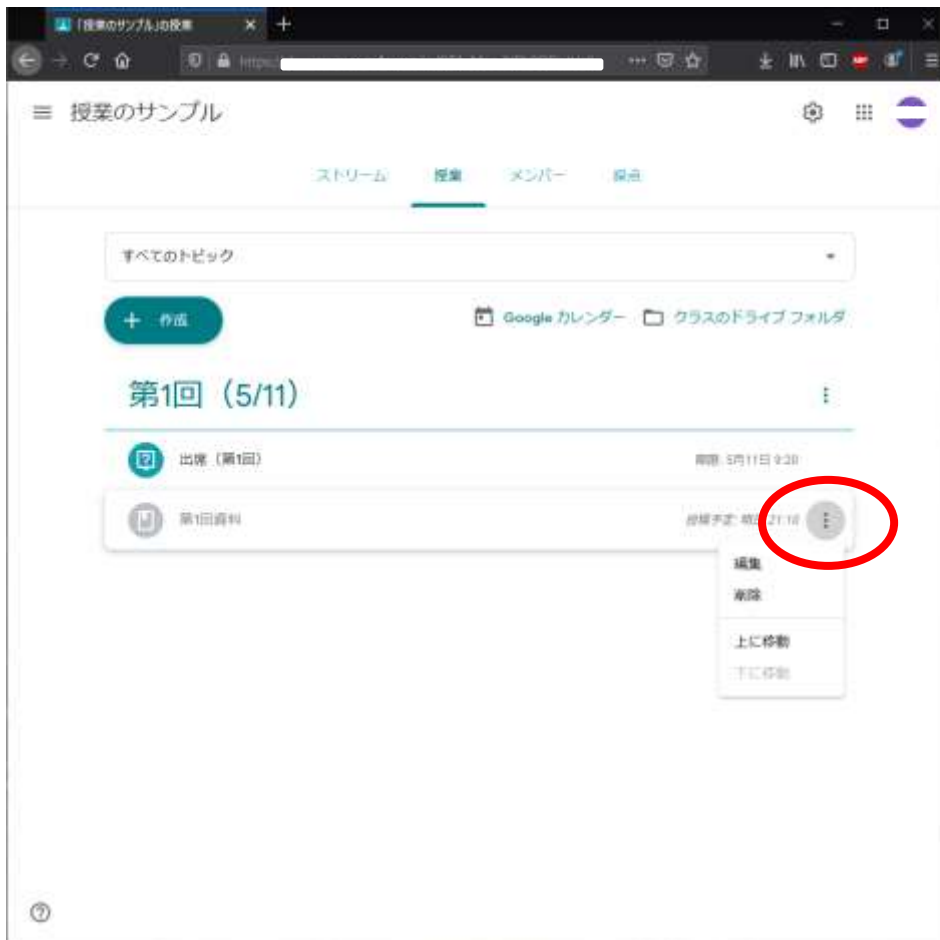 「授業のサンプル」の授業
https:/
授業のサンプル
ストリーム 授業 メンバー 採点
すべてのトピック
作成
Google カレンダー クラスのドライブ フォルダ
第1回（5/11）
出席（第1回） 期限: 5月11日 9:20
第1回資料 投稿予定: 21:10
編集
削除
上に移動
下に移動